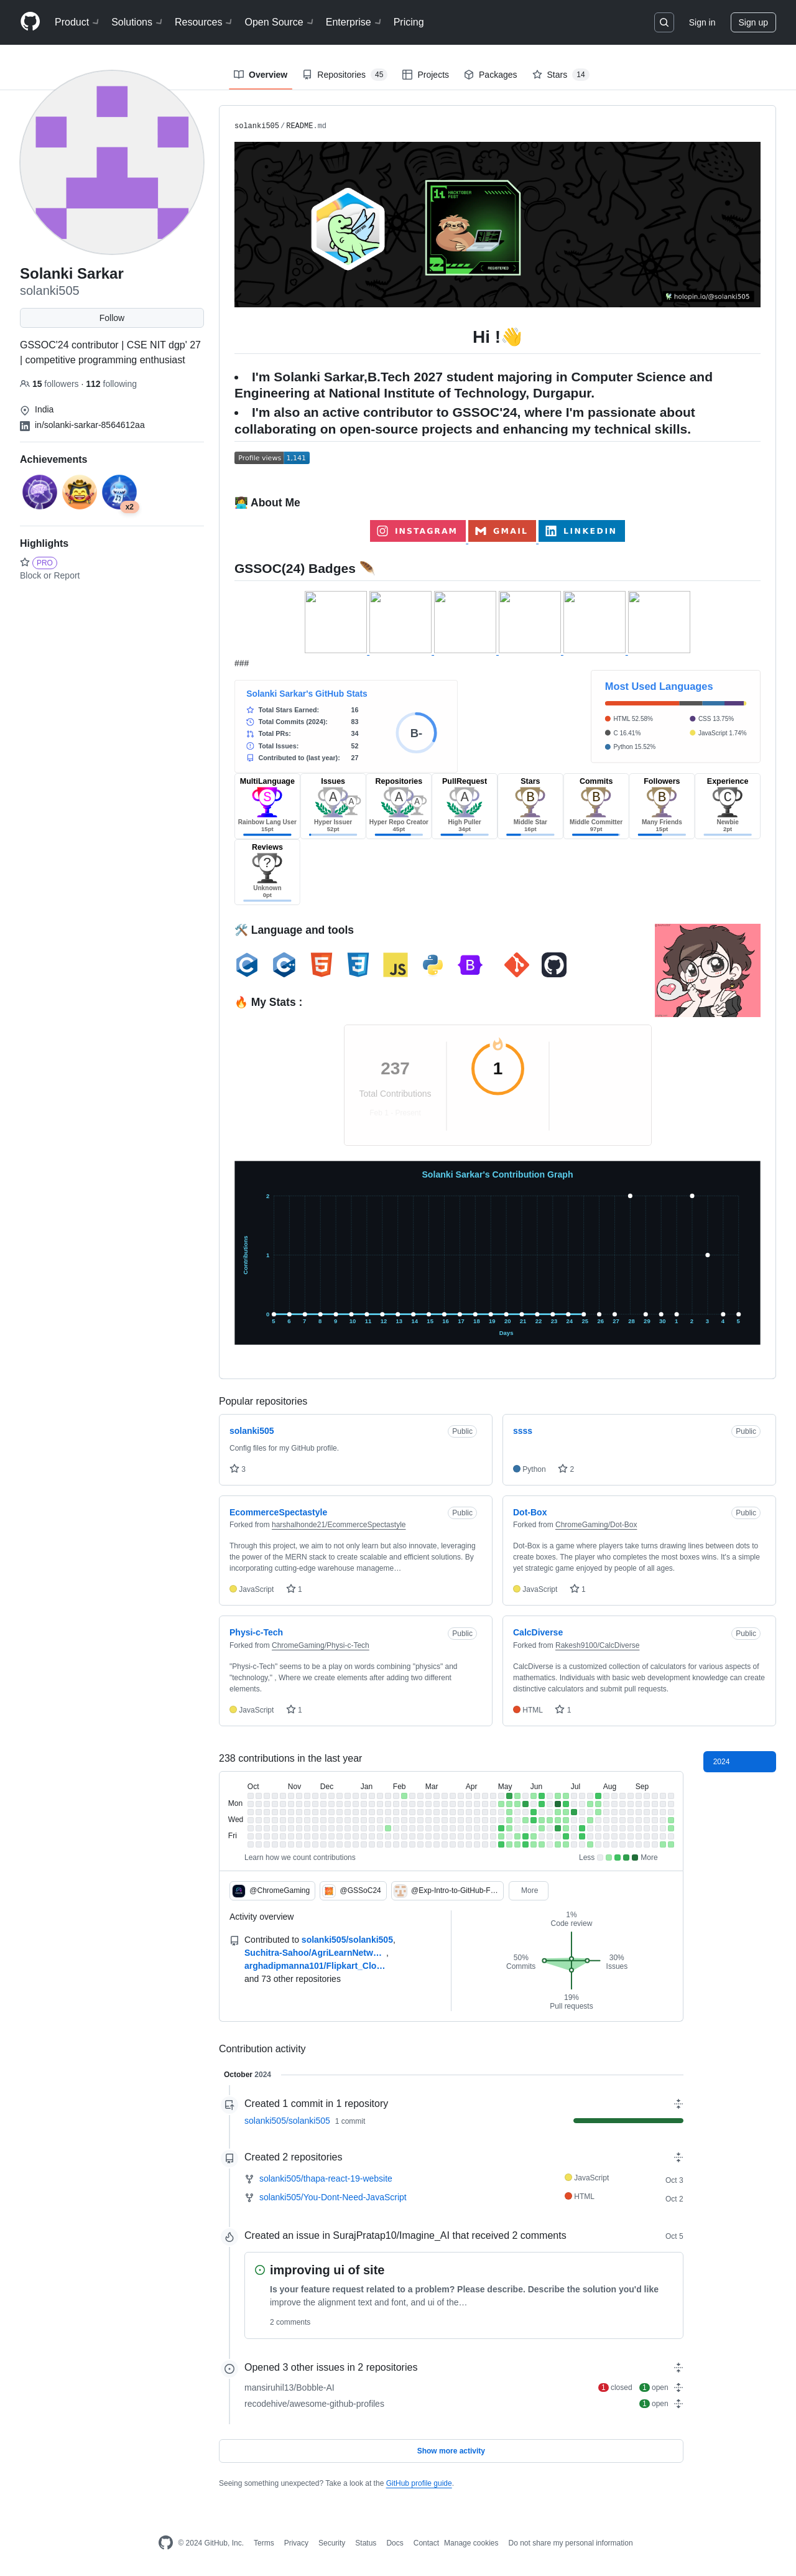 Product Solutions Resources Open Source Enterprise Pricing Sign in Sign up
Overview Repositories 45 Projects Packages Stars 14
Solanki Sarkar
solanki505
Follow
GSSOC'24 contributor | CSE NIT dgp' 27
| competitive programming enthusiast
15 followers · 112 following
India
in/solanki-sarkar-8564612aa
Achievements
x2
Highlights
PRO
Block or Report
solanki505/README.md
HACKTOBER
FEST
REGISTERED
holopin.io/@solanki505
Hi !👋
• I'm Solanki Sarkar,B.Tech 2027 student majoring in Computer Science and
Engineering at National Institute of Technology, Durgapur.
• I'm also an active contributor to GSSOC'24, where I'm passionate about
collaborating on open-source projects and enhancing my technical skills.
Profile views 1,141
👩‍💻 About Me
INSTAGRAM GMAIL LINKEDIN
GSSOC(24) Badges 🪶
###
Solanki Sarkar's GitHub Stats
Total Stars Earned: 16
Total Commits (2024): 83
Total PRs: 34
Total Issues: 52
Contributed to (last year): 27
B-
Most Used Languages
HTML 52.58% CSS 13.75%
C 16.41% JavaScript 1.74%
Python 15.52%
MultiLanguage Issues Repositories PullRequest Stars Commits Followers Experience
S A A A A A B B B C
Rainbow Lang User Hyper Issuer Hyper Repo Creator High Puller Middle Star Middle Committer Many Friends Newbie
15pt 52pt 45pt 34pt 16pt 97pt 15pt 2pt
Reviews
?
Unknown
0pt
🛠️ Language and tools
JS
🔥 My Stats :
237
Total Contributions
1
Solanki Sarkar's Contribution Graph
Contributions
2
1
0
5 6 7 8 9 10 11 12 13 14 15 16 17 18 19 20 21 22 23 24 25 26 27 28 29 30 1 2 3 4 5
Days
Popular repositories
solanki505 Public
Config files for my GitHub profile.
3
ssss Public
Python 2
EcommerceSpectastyle Public
Forked from harshalhonde21/EcommerceSpectastyle
Through this project, we aim to not only learn but also innovate, leveraging
the power of the MERN stack to create scalable and efficient solutions. By
incorporating cutting-edge warehouse manageme…
JavaScript 1
Dot-Box Public
Forked from ChromeGaming/Dot-Box
Dot-Box is a game where players take turns drawing lines between dots to
create boxes. The player who completes the most boxes wins. It's a simple
yet strategic game enjoyed by people of all ages.
JavaScript 1
Physi-c-Tech Public
Forked from ChromeGaming/Physi-c-Tech
"Physi-c-Tech" seems to be a play on words combining "physics" and
"technology," , Where we create elements after adding two different
elements.
JavaScript 1
CalcDiverse Public
Forked from Rakesh9100/CalcDiverse
CalcDiverse is a customized collection of calculators for various aspects of
mathematics. Individuals with basic web development knowledge can create
distinctive calculators and submit pull requests.
HTML 1
238 contributions in the last year
2024
Oct Nov Dec Jan Feb Mar Apr May Jun Jul Aug Sep
Mon
Wed
Fri
Learn how we count contributions Less More
@ChromeGaming @GSSoC24 @Exp-Intro-to-GitHub-F… More
Activity overview
Contributed to solanki505/solanki505,
Suchitra-Sahoo/AgriLearnNetw… ,
arghadipmanna101/Flipkart_Clo…
and 73 other repositories
1%
Code review
50%
Commits
30%
Issues
19%
Pull requests
Contribution activity
October 2024
Created 1 commit in 1 repository
solanki505/solanki505 1 commit
Created 2 repositories
solanki505/thapa-react-19-website JavaScript Oct 3
solanki505/You-Dont-Need-JavaScript HTML Oct 2
Created an issue in SurajPratap10/Imagine_AI that received 2 comments Oct 5
improving ui of site
Is your feature request related to a problem? Please describe. Describe the solution you'd like
improve the alignment text and font, and ui of the…
2 comments
Opened 3 other issues in 2 repositories
mansiruhil13/Bobble-AI 1 closed 1 open
recodehive/awesome-github-profiles 1 open
Show more activity
Seeing something unexpected? Take a look at the GitHub profile guide.
© 2024 GitHub, Inc. Terms Privacy Security Status Docs Contact Manage cookies Do not share my personal information